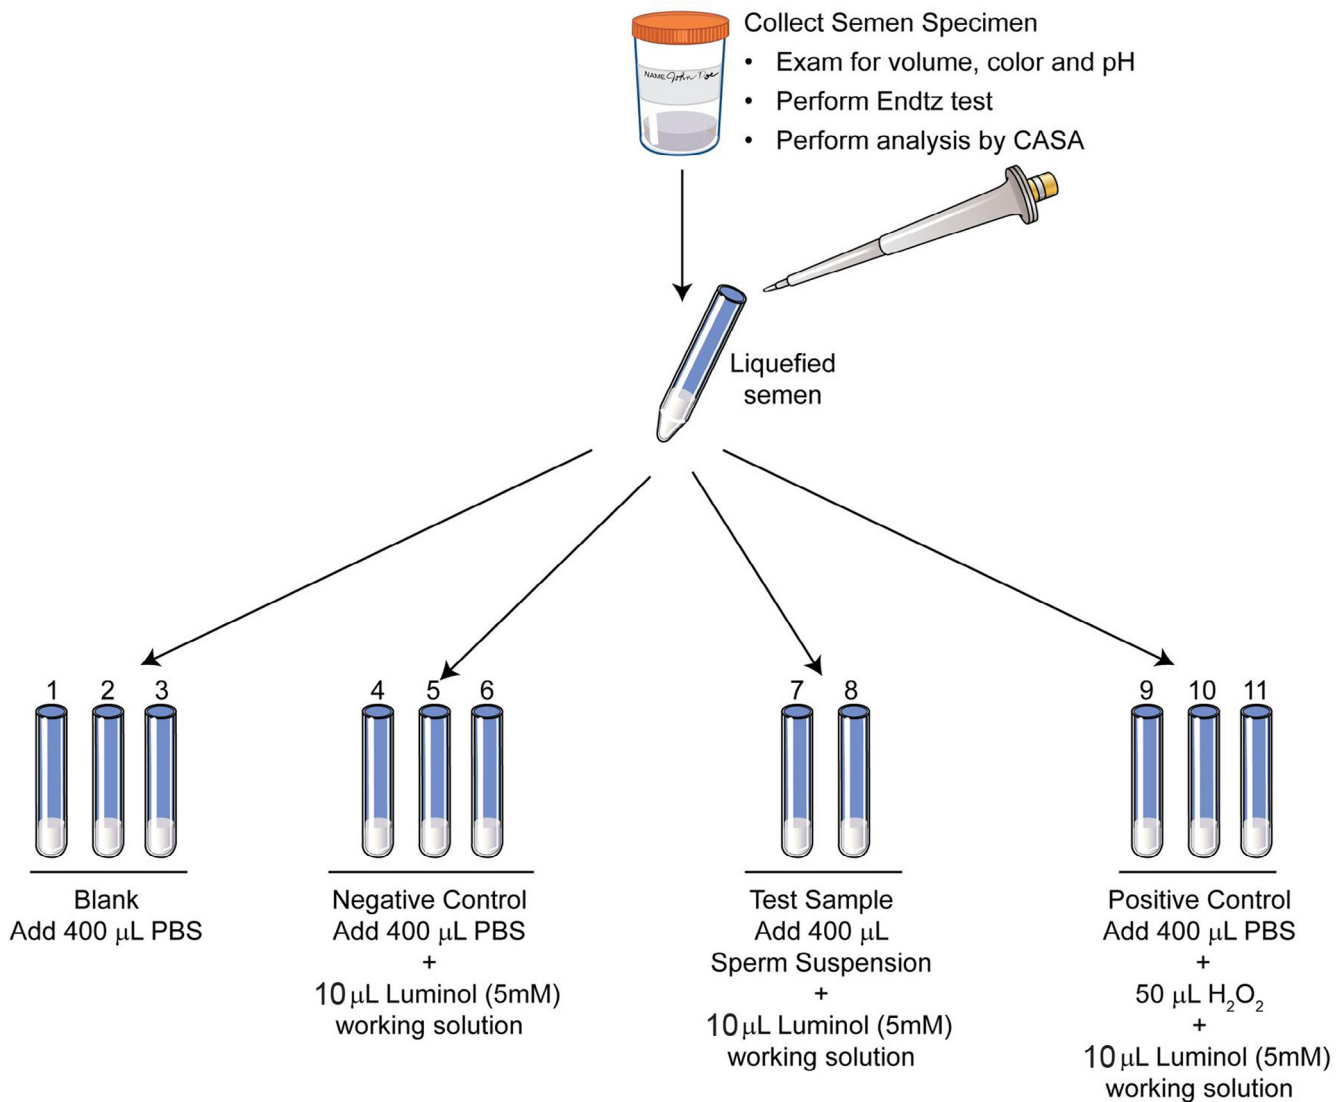 Collect Semen Specimen
• Exam for volume, color and pH
• Perform Endtz test
• Perform analysis by CASA
NAME John Doe
Liquefied
semen
1 2 3
4 5 6
7 8
9 10 11
Blank
Add 400 µL PBS
Negative Control
Add 400 µL PBS
+
10 µL Luminol (5mM)
working solution
Test Sample
Add 400 µL
Sperm Suspension
+
10 µL Luminol (5mM)
working solution
Positive Control
Add 400 µL PBS
+
50 µL H₂O₂
+
10 µL Luminol (5mM)
working solution